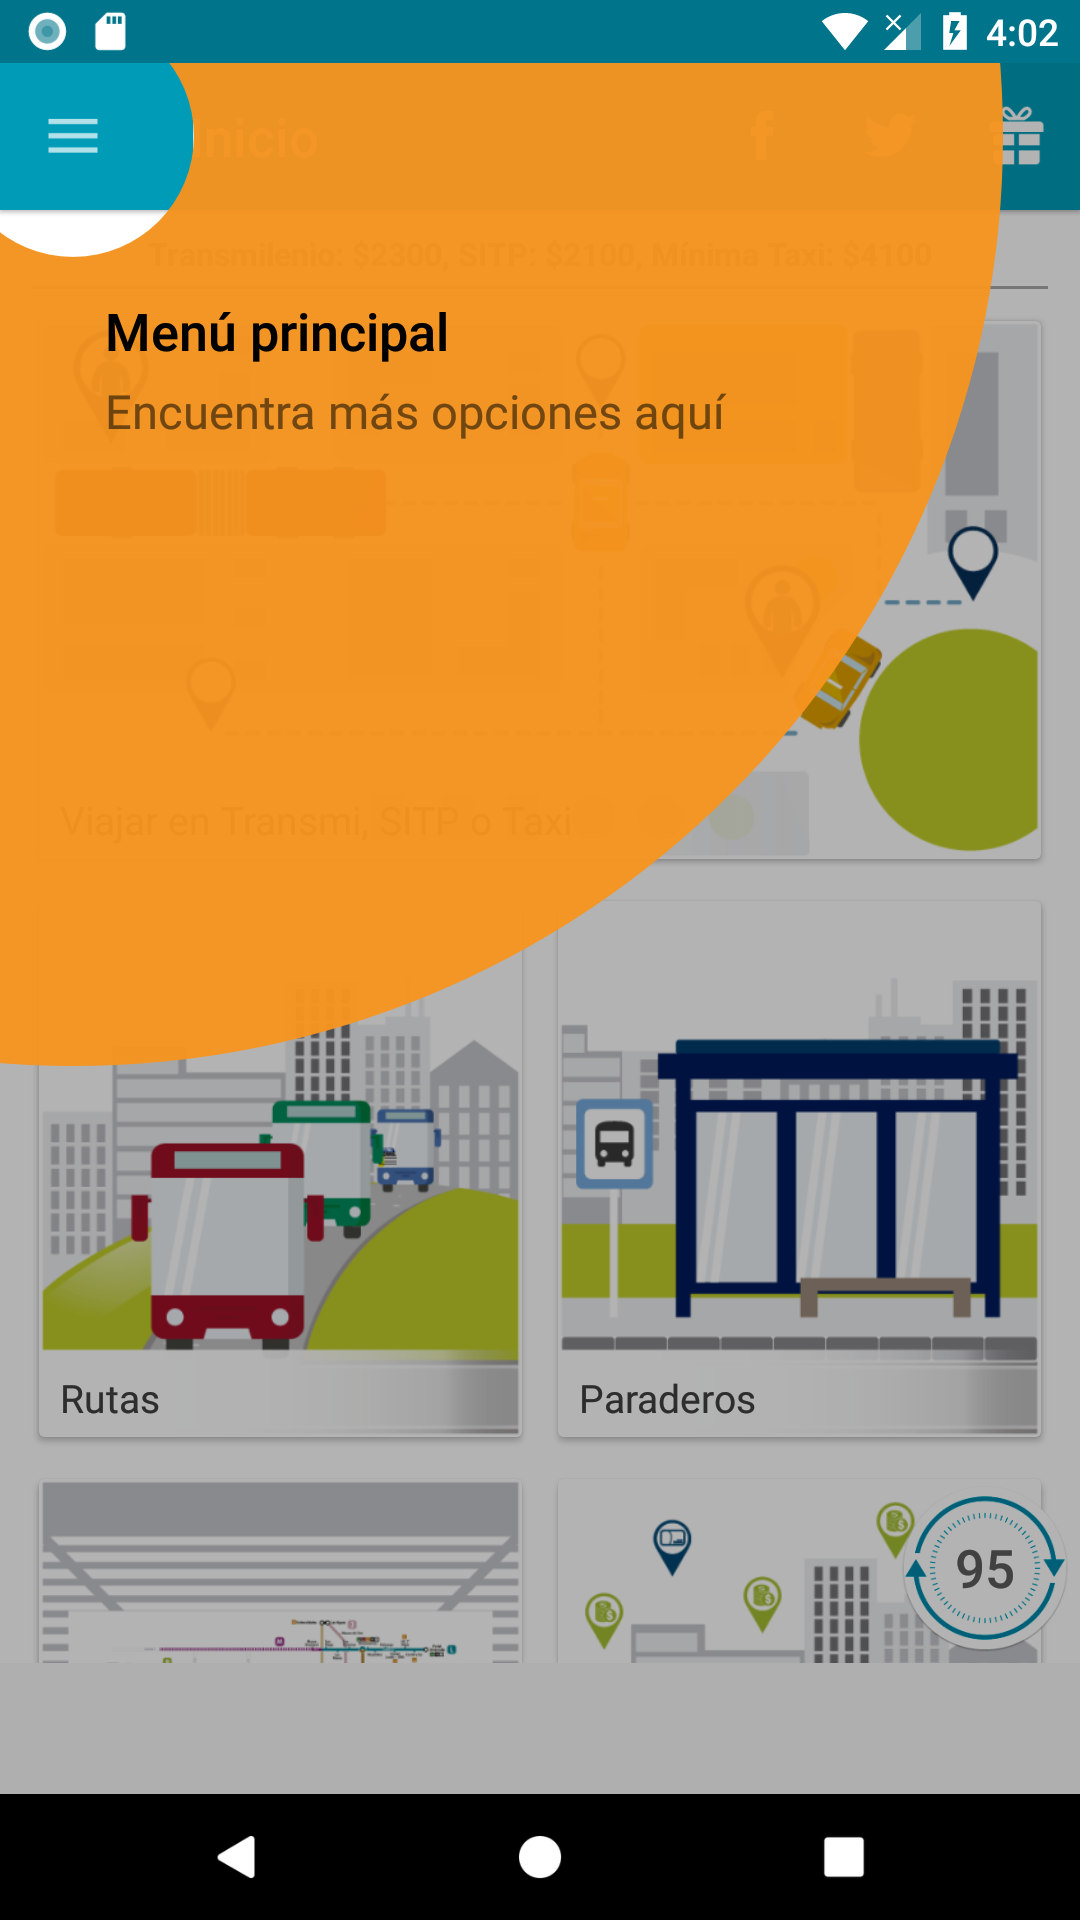 4:02
Inicio
Transmilenio: $2300, SITP: $2100, Mínima Taxi: $4100
Menú principal
Encuentra más opciones aquí
Viajar en Transmi, SITP o Taxi
Rutas
Paraderos
95